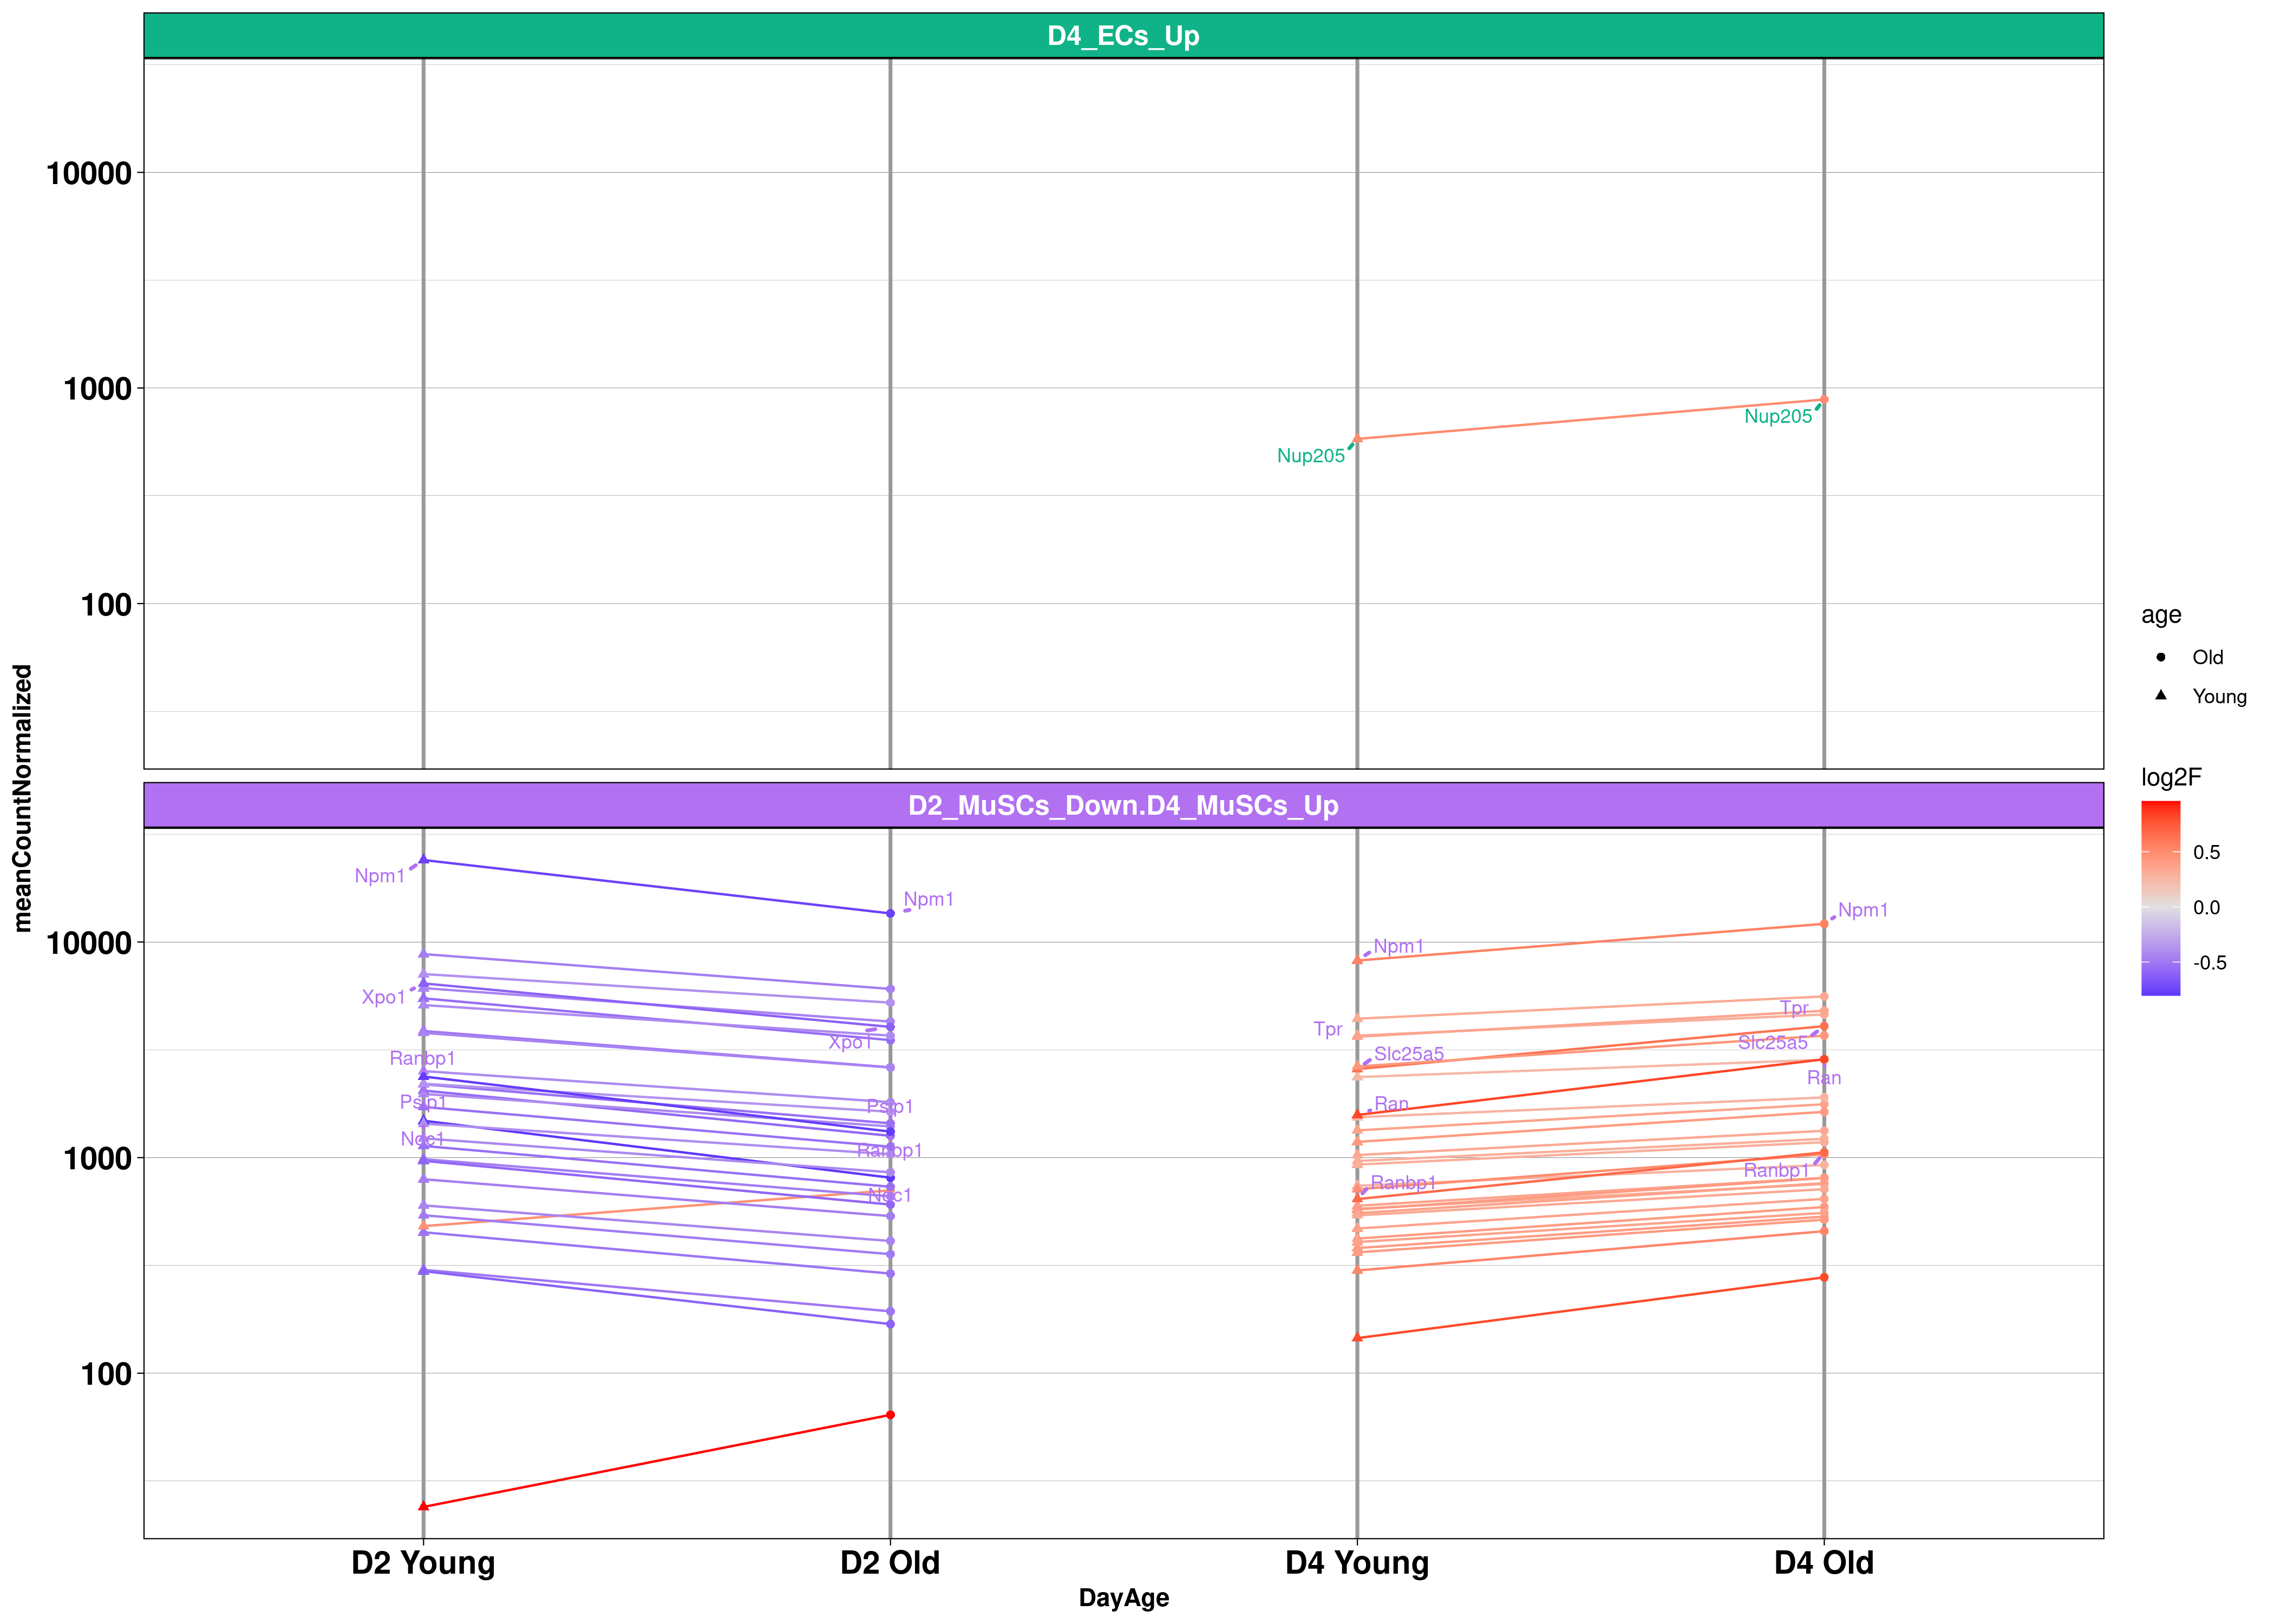 D4_ECs_Up
10000
1000
100
Nup205
Nup205
meanCountNormalized
D2_MuSCs_Down.D4_MuSCs_Up
10000
1000
100
Npm1
Npm1
Xpo1
Xpo1
Ranbp1
Psip1
Psip1
Ndc1
Ranbp1
Ndc1
Npm1
Npm1
Tpr
Tpr
Slc25a5
Slc25a5
Ran
Ran
Ranbp1
Ranbp1
D2 Young
D2 Old
D4 Young
D4 Old
DayAge
age
Old
Young
log2F
0.5
0.0
-0.5